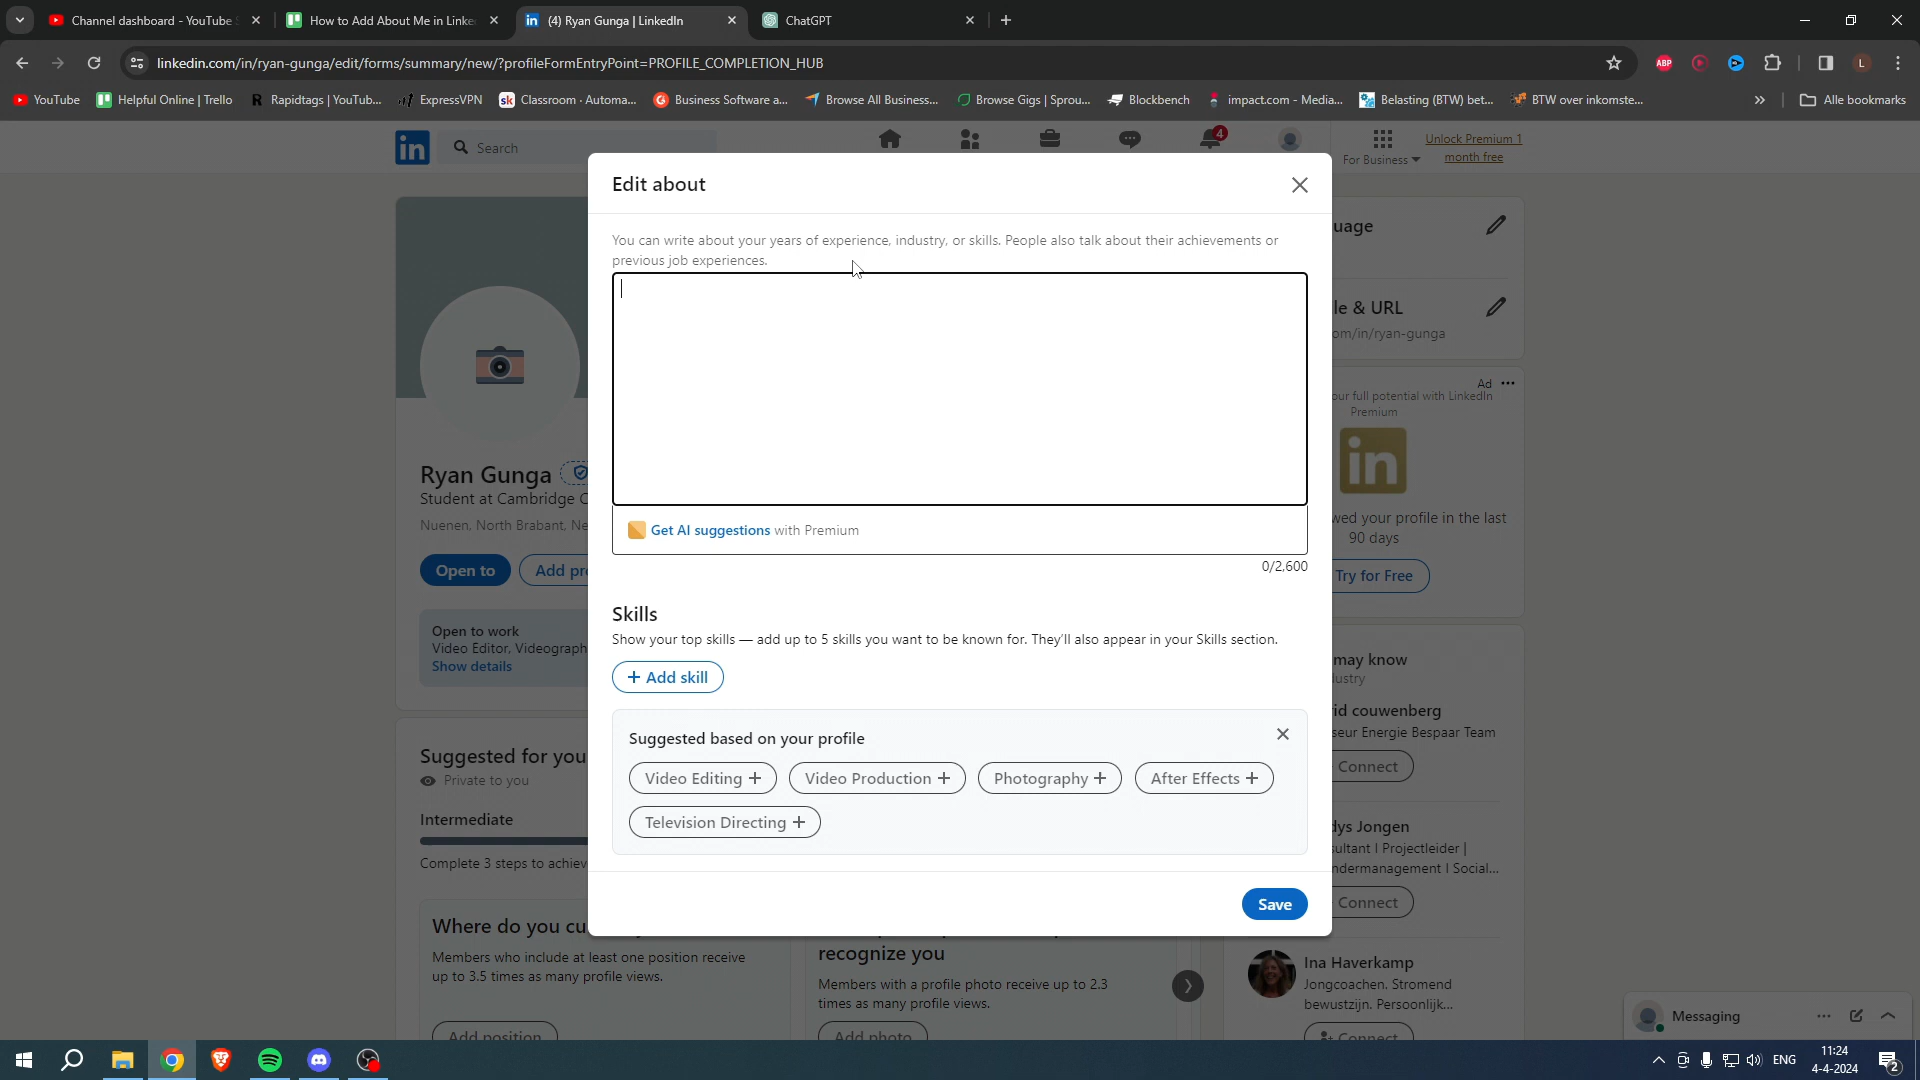 Channel dashboard - YouTube
How to Add About Me in Linke
(4) Ryan Gunga | LinkedIn
ChatGPT
linkedin.com/in/ryan-gunga/edit/forms/summary/new/?profileFormEntryPoint=PROFILE_COMPLETION_HUB
ABP
L
YouTube
Helpful Online | Trello
Rapidtags | YouTub...
ExpressVPN
Classroom - Automa...
Business Software a...
Browse All Business...
Browse Gigs | Sprou...
Blockbench
impact.com - Media...
Belasting (BTW) bet...
BTW over inkomste...
Alle bookmarks
in
Search
4
For Business
Unlock Premium 1
month free
Edit about
You can write about your years of experience, industry, or skills. People also talk about their achievements or
previous job experiences.
Get AI suggestions with Premium
0/2,600
Skills
Show your top skills — add up to 5 skills you want to be known for. They'll also appear in your Skills section.
+ Add skill
Suggested based on your profile
Video Editing +
Video Production +
Photography +
After Effects +
Television Directing +
Save
Ryan Gunga
Student at Cambridge C
Nuenen, North Brabant, Ne
Open to
Add pr
Open to work
Video Editor, Videograph
Show details
Suggested for you
Private to you
Intermediate
Complete 3 steps to achiev
Where do you cu
Members who include at least one position receive
up to 3.5 times as many profile views.
Add position
recognize you
Members with a profile photo receive up to 2.3
times as many profile views.
Add photo
uage
le & URL
om/in/ryan-gunga
Ad
our full potential with LinkedIn
Premium
in
wed your profile in the last
90 days
Try for Free
may know
ustry
id couwenberg
seur Energie Bespaar Team
Connect
dys Jongen
sultant I Projectleider |
ndermanagement I Social...
Connect
Ina Haverkamp
Jongcoachen, Stromend
bewustzijn. Persoonlijk...
Connect
Messaging
ENG
11:24
4-4-2024
2